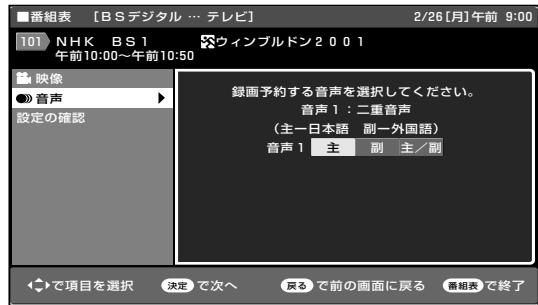 ■番組表 [BSデジタル … テレビ] 2/26[月]午前 9:00
101 NHK BS1 ウィンブルドン2001
午前10:00〜午前10:50
映像
音声
設定の確認
録画予約する音声を選択してください。
音声1:二重音声
(主ー日本語 副ー外国語)
音声1 主 副 主/副
で項目を選択 決定で次へ 戻るで前の画面に戻る 番組表で終了